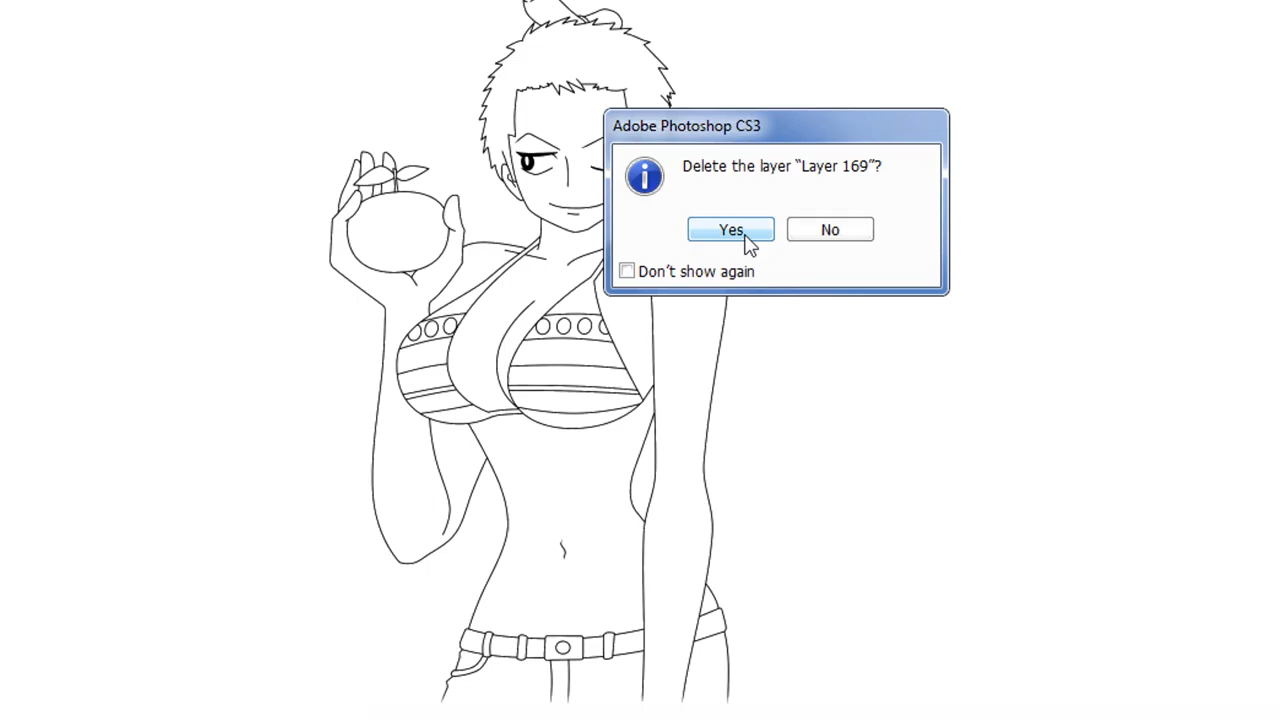 Adobe Photoshop CS3
Delete the layer “Layer 169”?
Yes
No
Don't show again